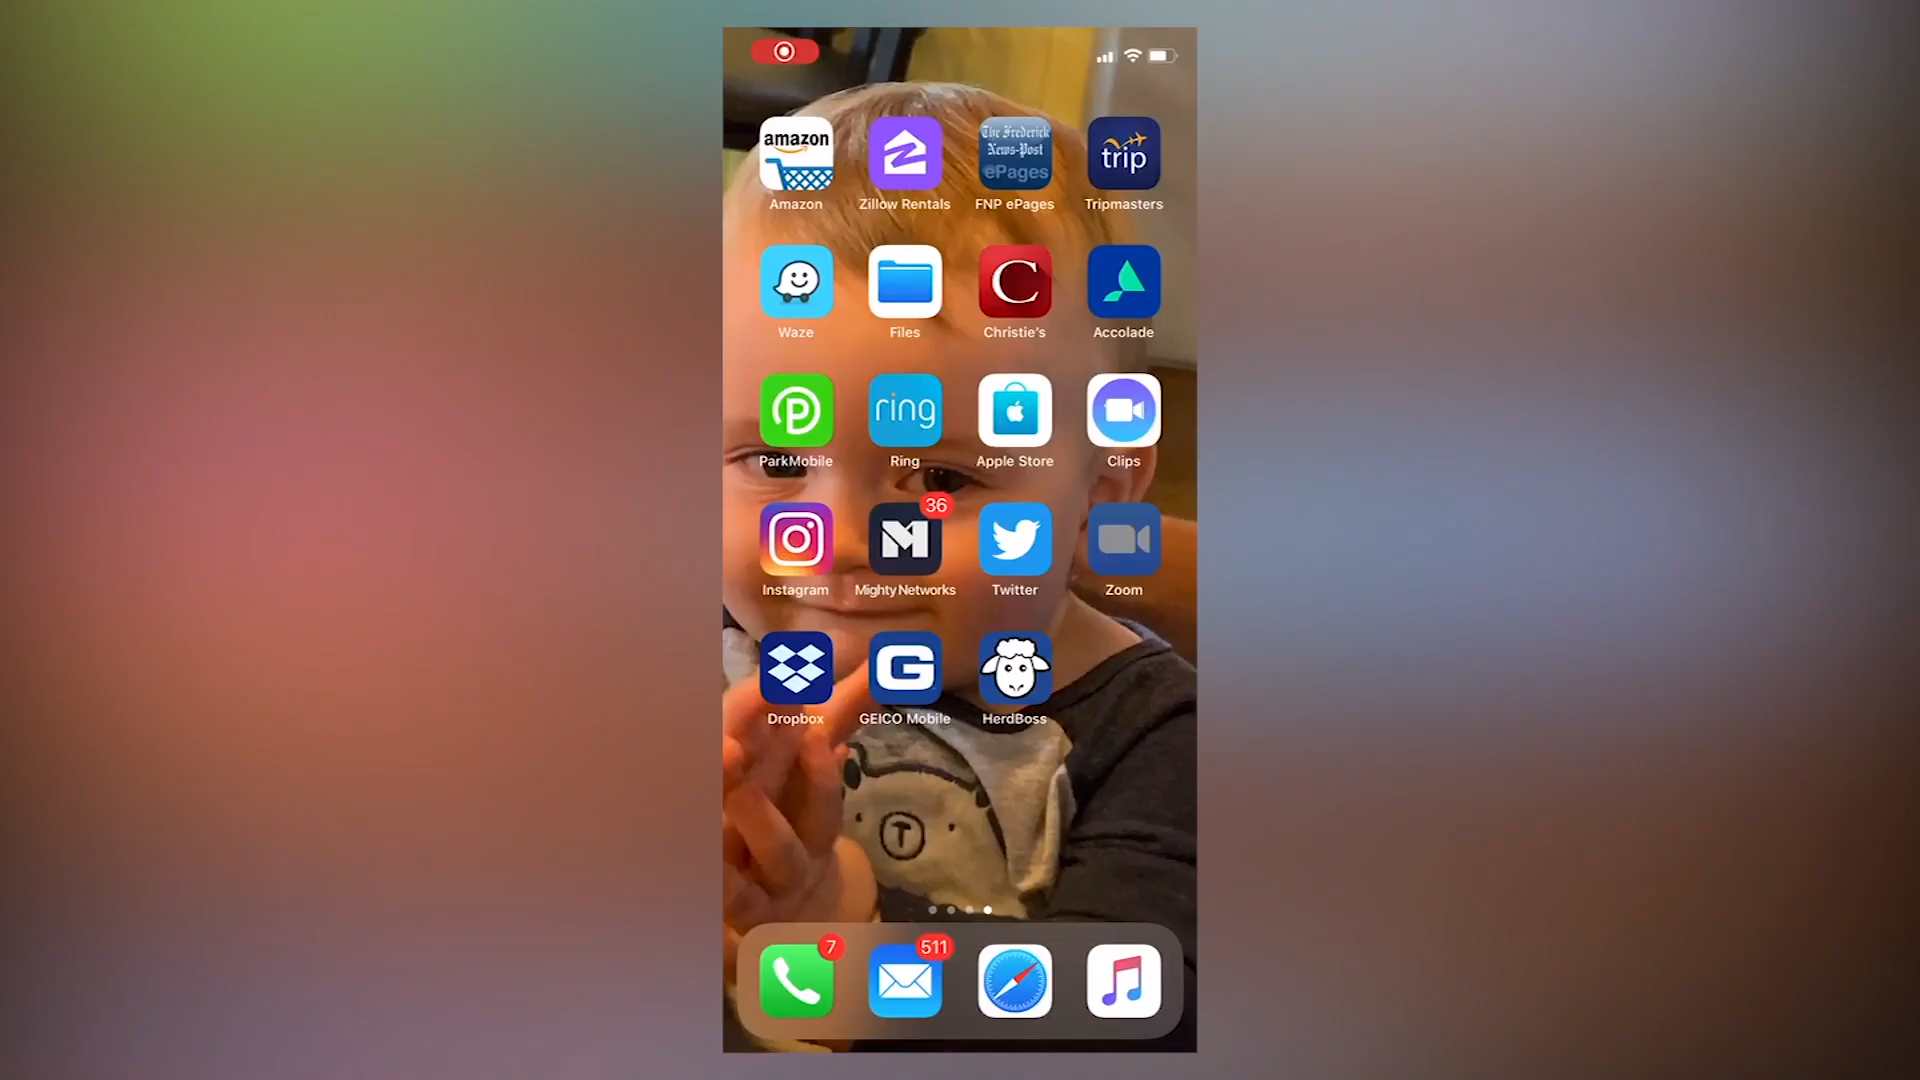 amazon
The Frederick
News-Post
ePages
trip
Amazon
Zillow Rentals
FNP ePages
Tripmasters
C
Waze
Files
Christie's
Accolade
P
ring
ParkMobile
Ring
Apple Store
Clips
36
M
Instagram
Mighty Networks
Twitter
Zoom
G
Dropbox
GEICO Mobile
HerdBoss
7
511